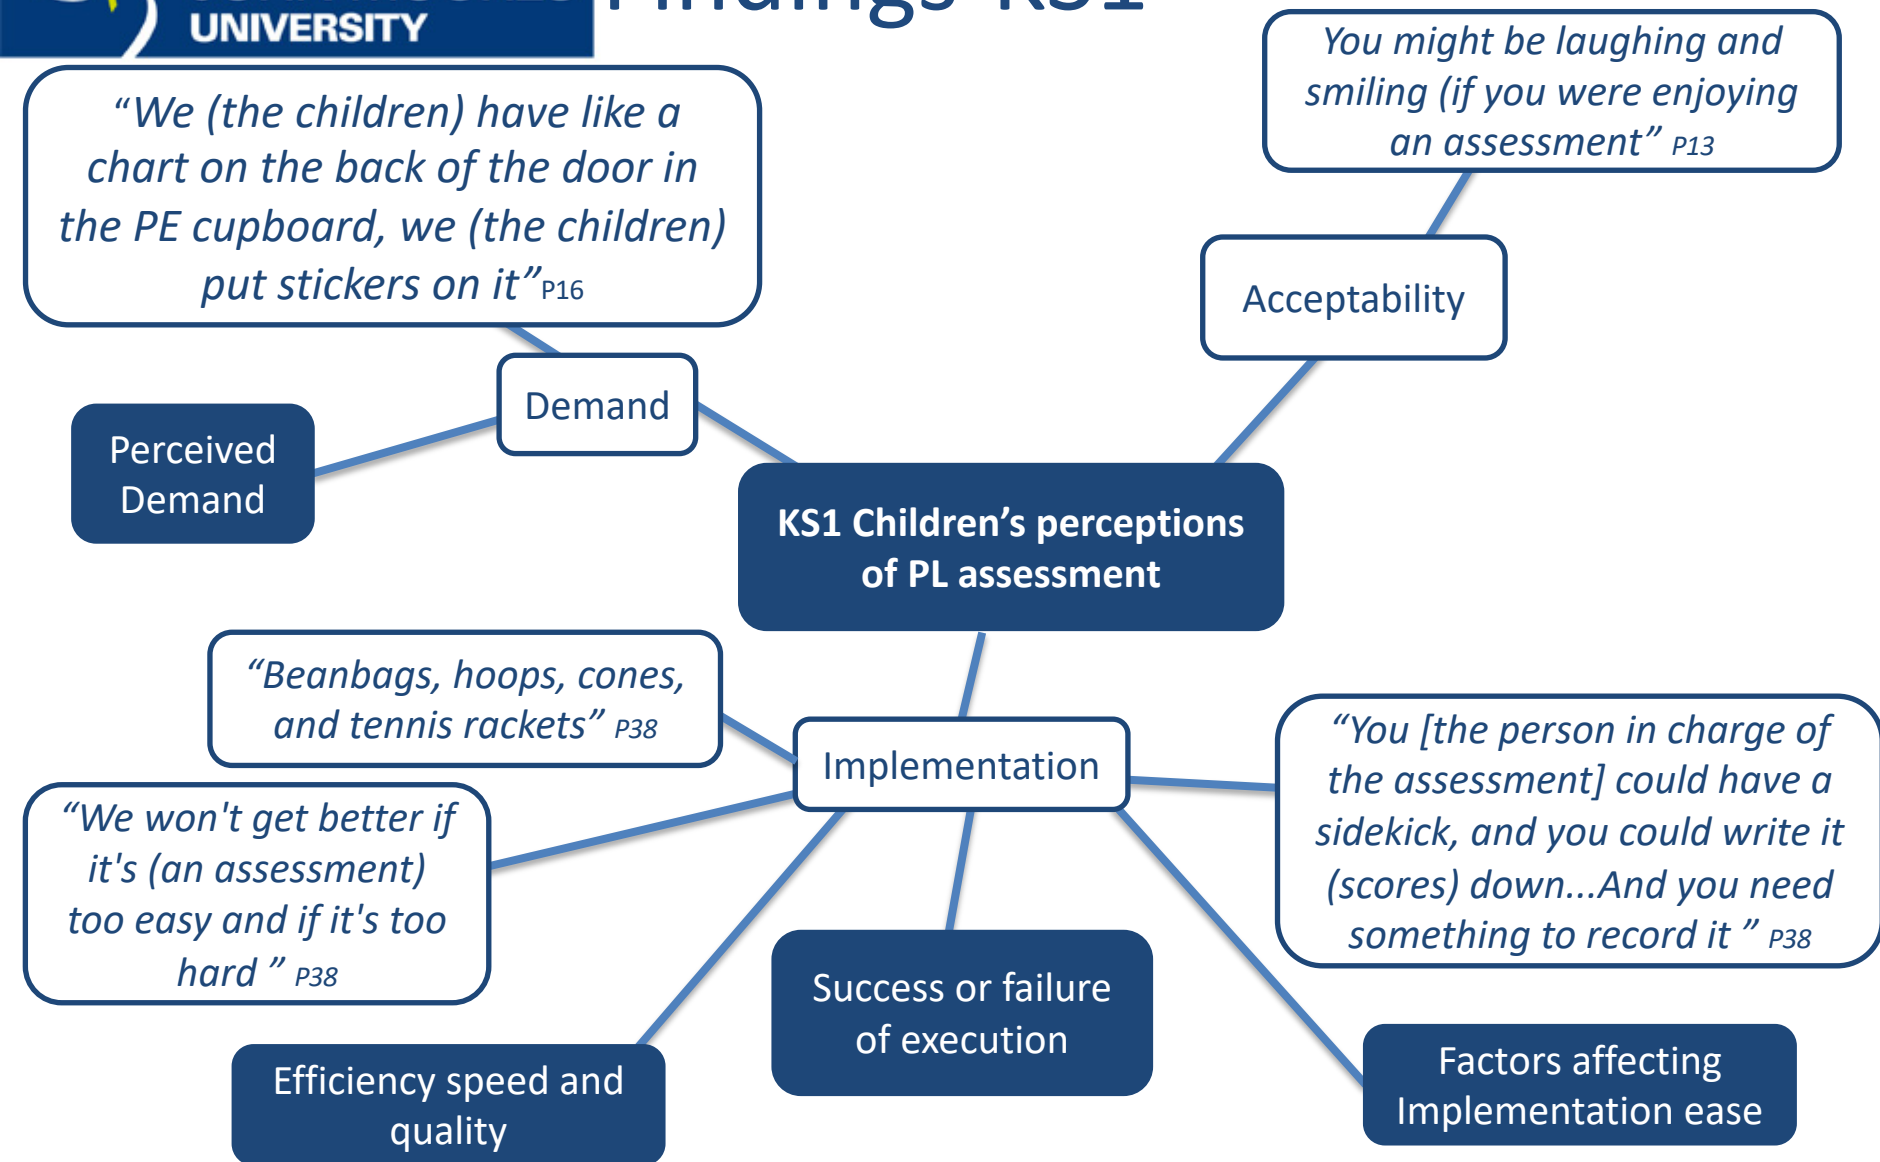 UNIVERSITY
Findings KS1
"We (the children) have like a
chart on the back of the door in
the PE cupboard, we (the children)
put stickers on it"P16
You might be laughing and
smiling (if you were enjoying
an assessment" P13
Acceptability
Demand
Perceived
Demand
KS1 Children's perceptions
of PL assessment
"Beanbags, hoops, cones,
and tennis rackets" P38
Implementation
"You [the person in charge of
the assessment] could have a
sidekick, and you could write it
(scores) down...And you need
something to record it " P38
"We won't get better if
it's (an assessment)
too easy and if it's too
hard " P38
Success or failure
of execution
Efficiency speed and
quality
Factors affecting
Implementation ease